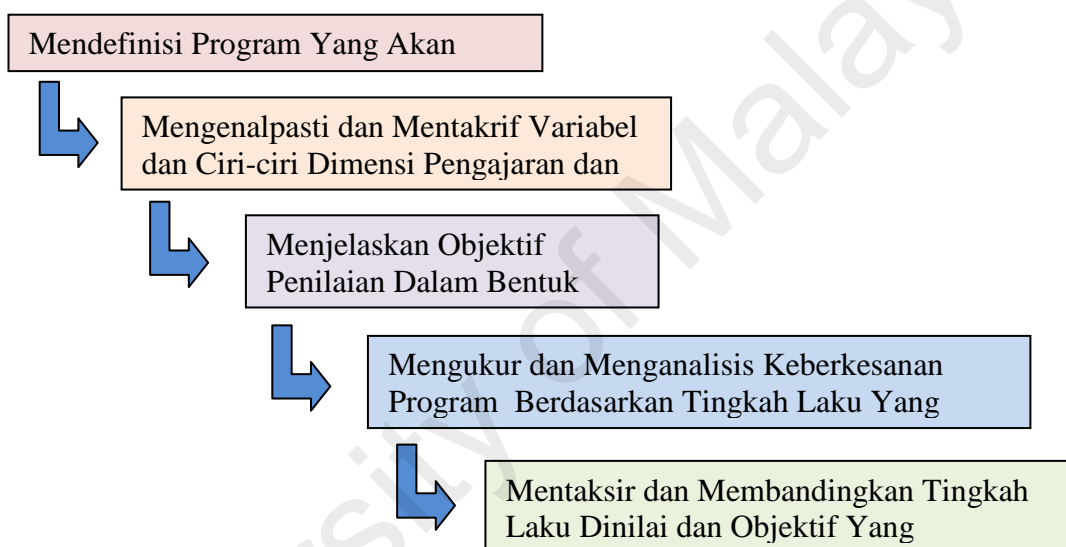 Mendefinisi Program Yang Akan
Mengenalpasti dan Mentakrif Variabel
dan Ciri-ciri Dimensi Pengajaran dan
Menjelaskan Objektif
Penilaian Dalam Bentuk
Mengukur dan Menganalisis Keberkesanan
Program Berdasarkan Tingkah Laku Yang
Mentaksir dan Membandingkan Tingkah
Laku Dinilai dan Objektif Yang